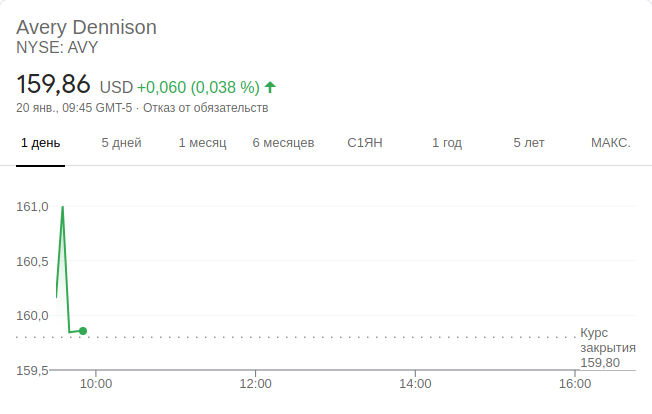 Avery Dennison
NYSE: AVY
159,86 USD +0,060 (0,038 %)
20 янв., 09:45 GMT-5 · Отказ от обязательств
1 день 5 дней 1 месяц 6 месяцев С1ЯН 1 год 5 лет МАКС.
161,0
160,5
160,0
Курс
закрытия
159,80
159,5
10:00 12:00 14:00 16:00